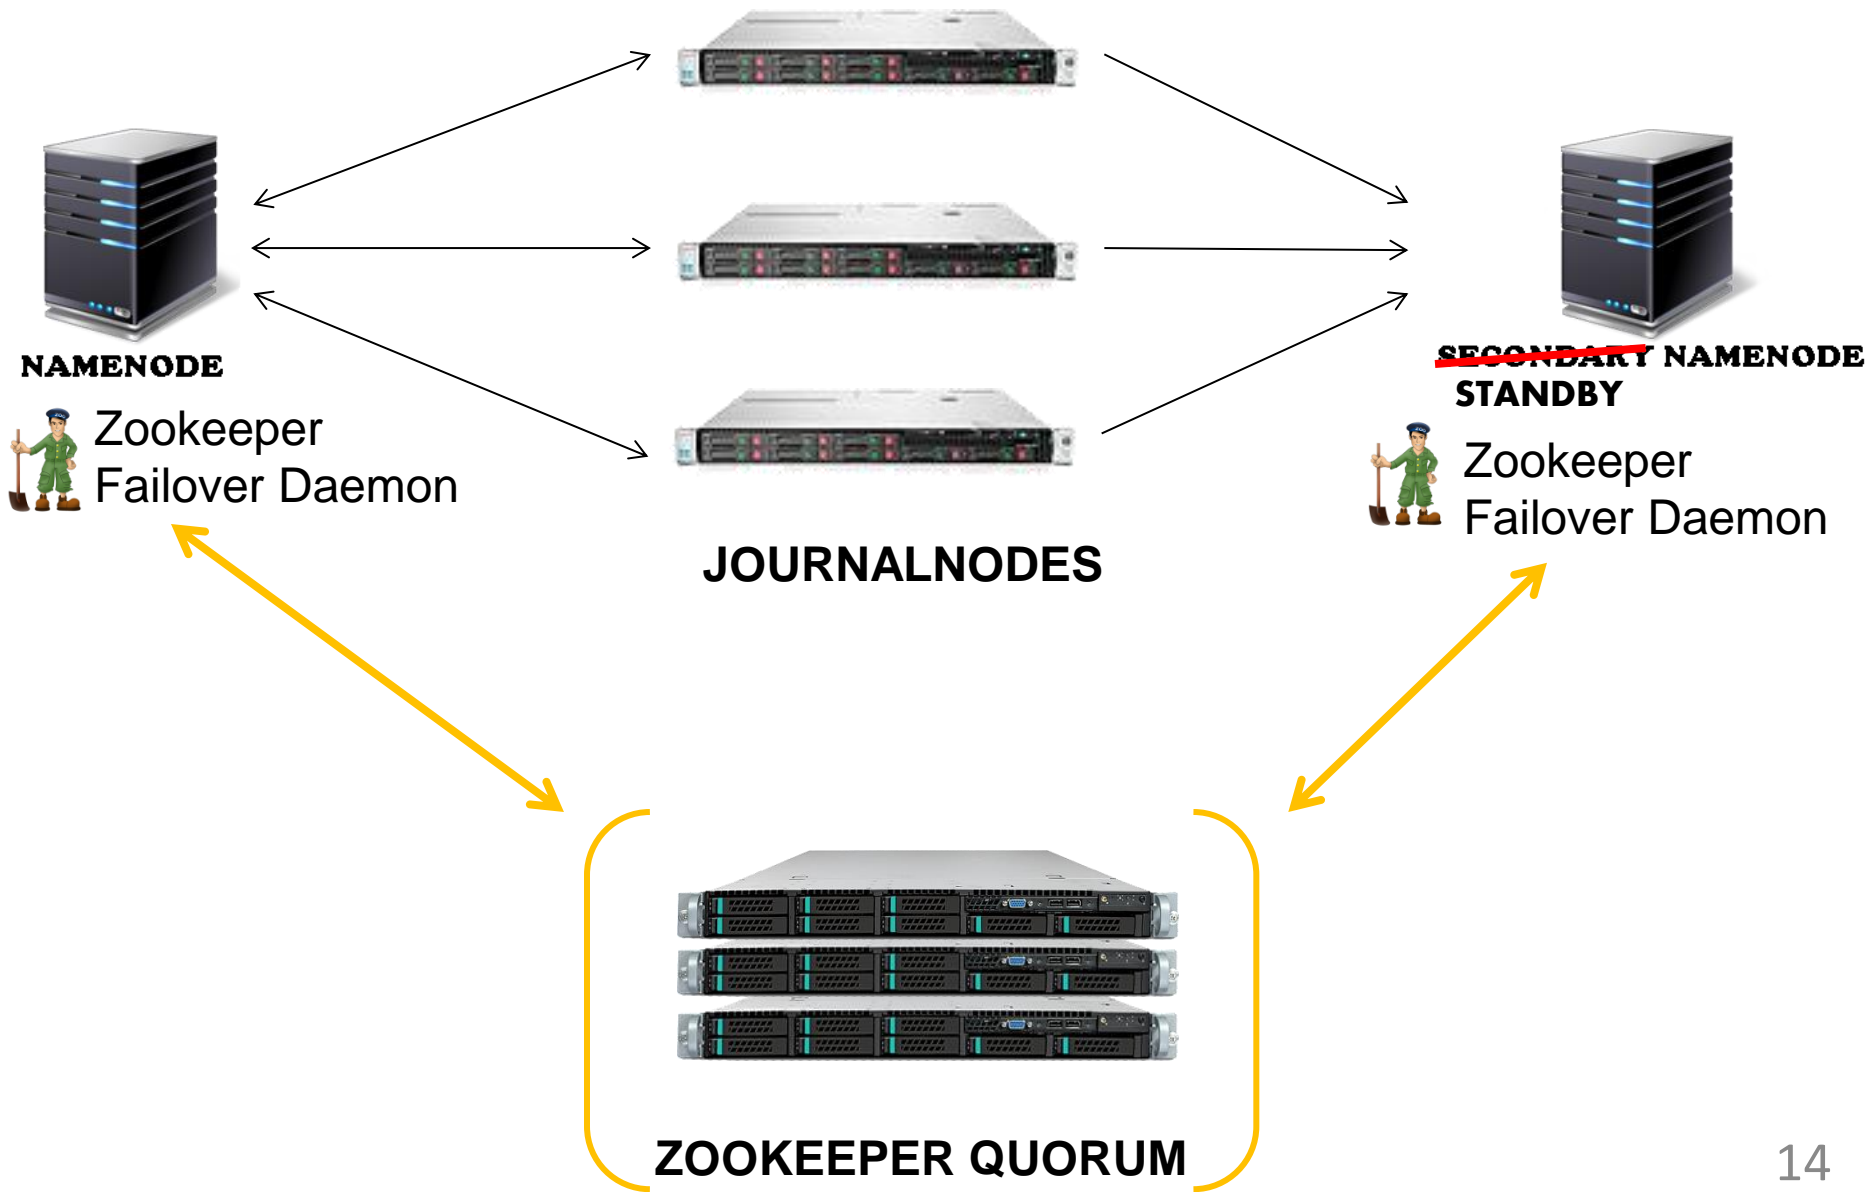 NAMENODE
Zookeeper
Failover Daemon
JOURNALNODES
SECONDARY NAMENODE
STANDBY
Zookeeper
Failover Daemon
ZOOKEEPER QUORUM
14